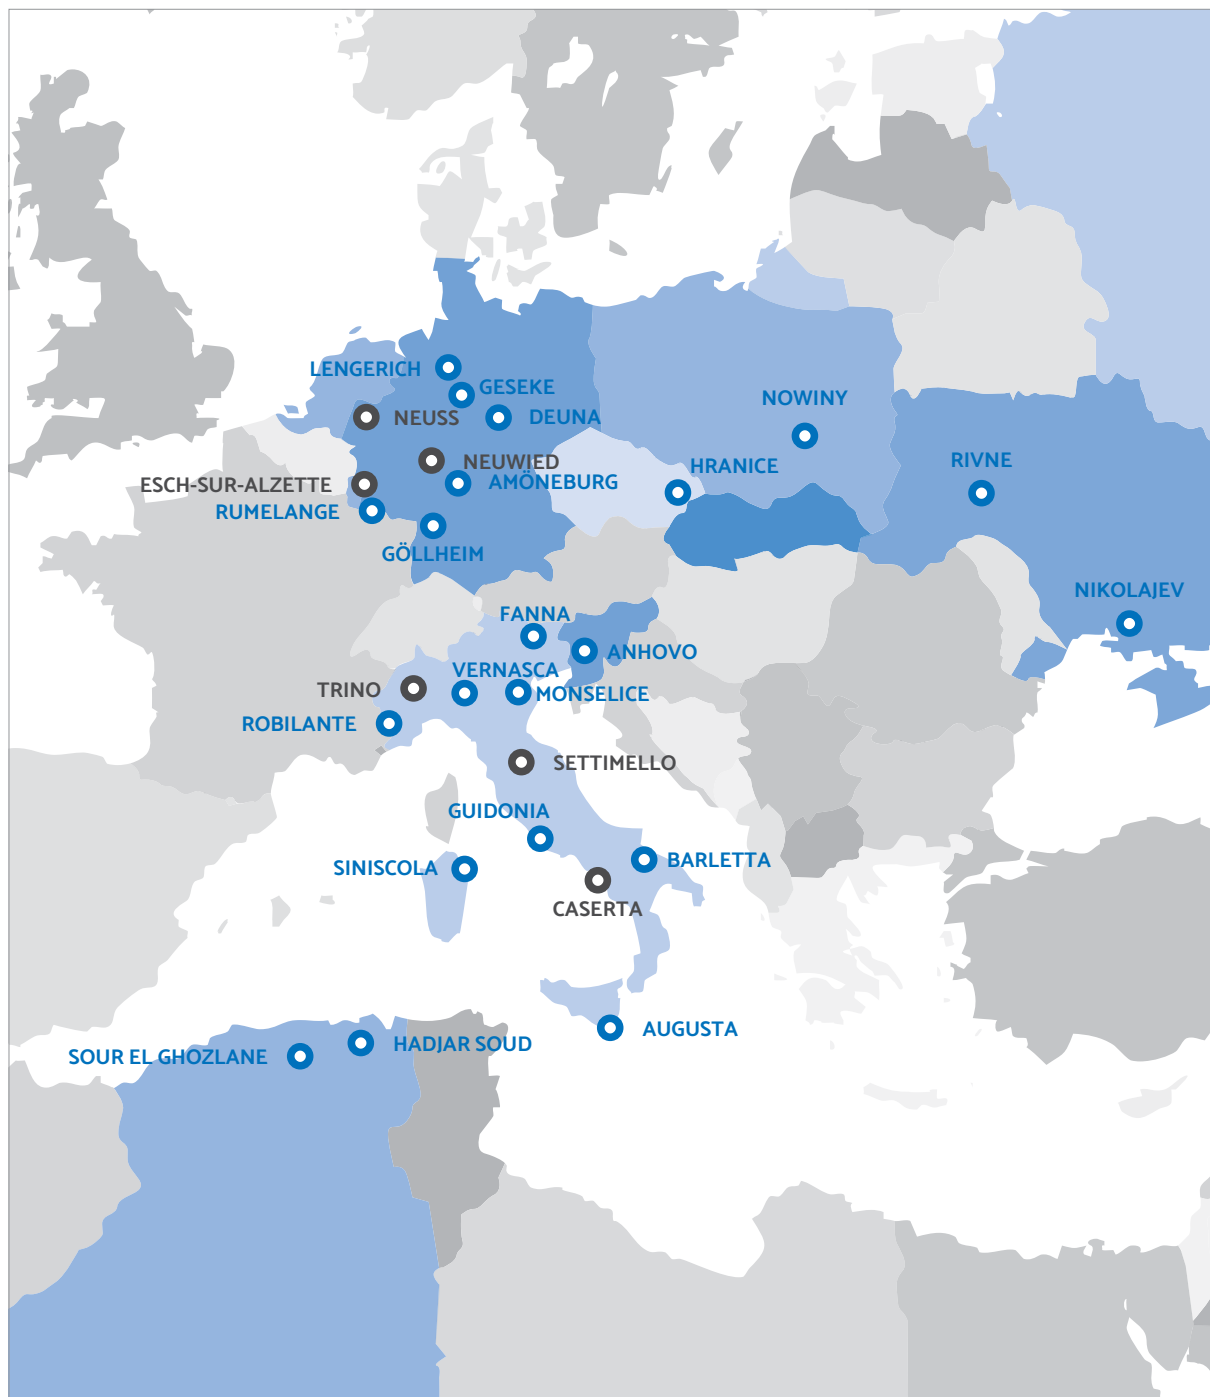 LENGERICH
GESEKE
NOWINY
NEUSS
DEUNA
RIVNE
NEUWIED
HRANICE
ESCH-SUR-ALZETTE
AMÖNEBURG
RUMELANGE
GÖLLHEIM
NIKOLAJEV
FANNA
ANHOVO
VERNASCA
TRINO
MONSELICE
ROBILANTE
SETTIMELLO
GUIDONIA
BARLETTA
SINISCOLA
CASERTA
AUGUSTA
HADJAR SOUD
SOUR EL GHOZLANE